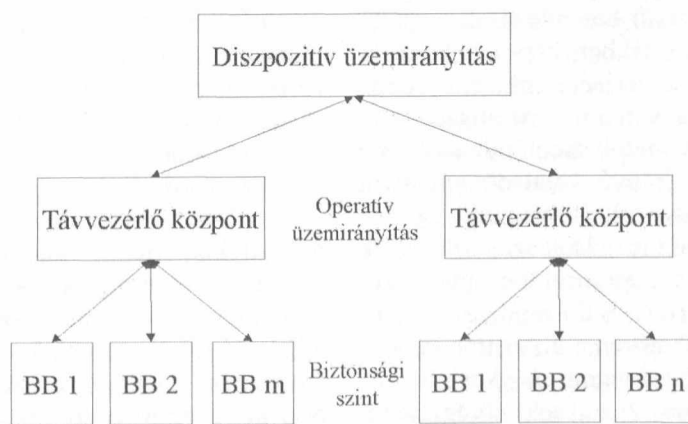 Diszpozitív üzemirányítás
Távvezérlő központ
Operatív
üzemirányítás
Távvezérlő központ
BB 1
BB 2
BB m
Biztonsági
szint
BB 1
BB 2
BB n